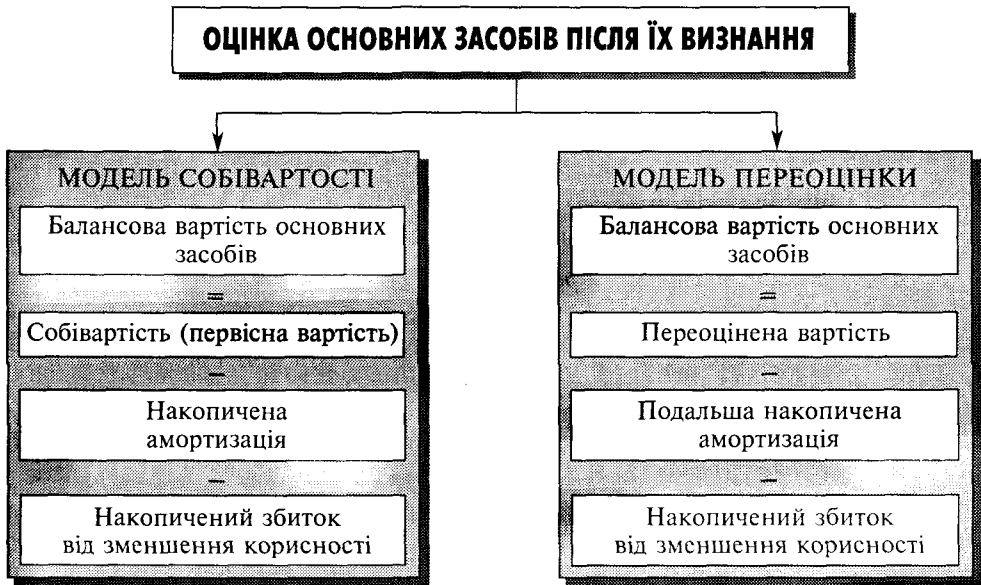 ОЦІНКА ОСНОВНИХ ЗАСОБІВ ПІСЛЯ ЇХ ВИЗНАННЯ
МОДЕЛЬ СОБІВАРТОСТІ
Балансова вартість основних
засобів
=
Собівартість (первісна вартість)
–
Накопичена
амортизація
–
Накопичений збиток
від зменшення корисності
МОДЕЛЬ ПЕРЕОЦІНКИ
Балансова вартість основних
засобів
=
Переоцінена вартість
–
Подальша накопичена
амортизація
–
Накопичений збиток
від зменшення корисності